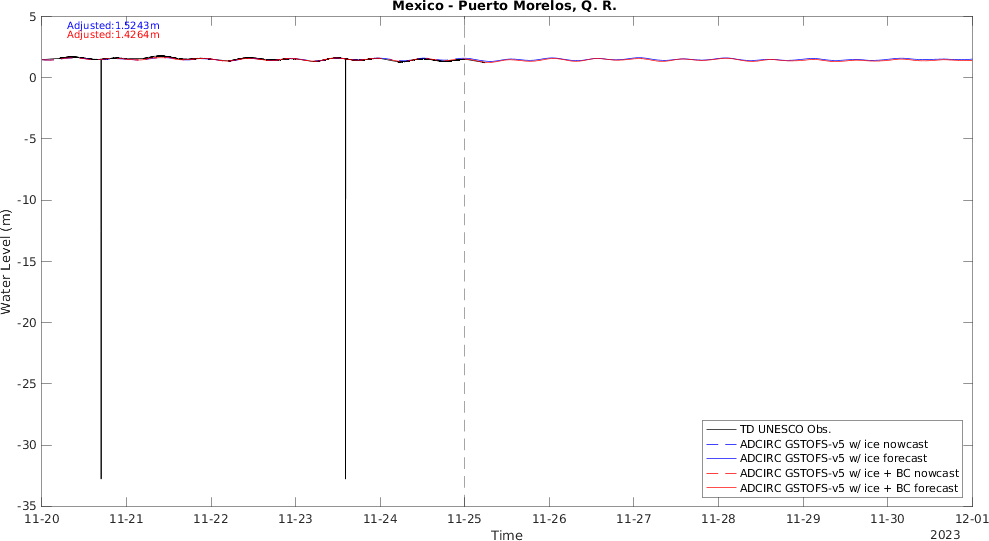 Mexico - Puerto Morelos, Q. R.
Adjusted:1.5243m
Adjusted:1.4264m
5
0
-5
-10
-15
-20
-25
-30
-35
Water Level (m)
TD UNESCO Obs.
ADCIRC GSTOFS-v5 w/ ice nowcast
ADCIRC GSTOFS-v5 w/ ice forecast
ADCIRC GSTOFS-v5 w/ ice + BC nowcast
ADCIRC GSTOFS-v5 w/ ice + BC forecast
11-20 11-21 11-22 11-23 11-24 11-25 11-26 11-27 11-28 11-29 11-30 12-01
Time
2023